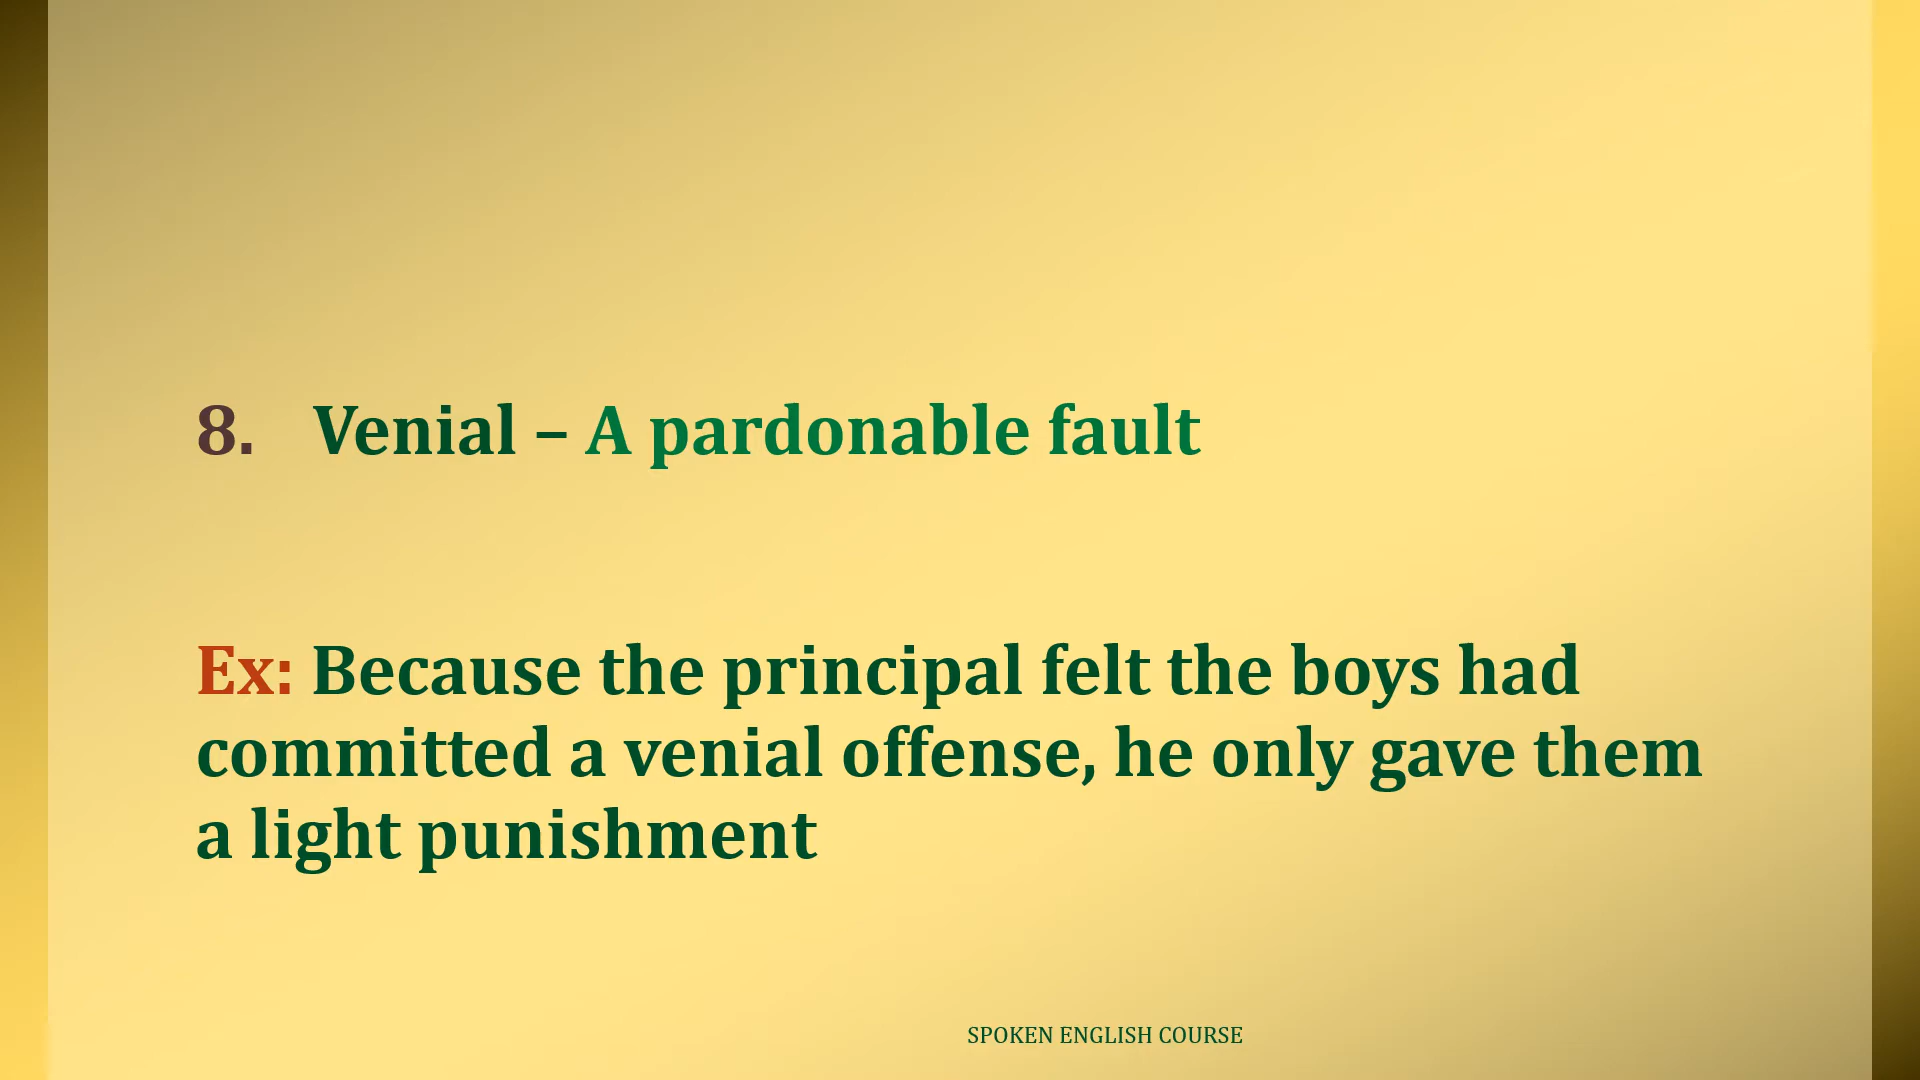 8. Venial – A pardonable fault
Ex: Because the principal felt the boys had
committed a venial offense, he only gave them
a light punishment
SPOKEN ENGLISH COURSE